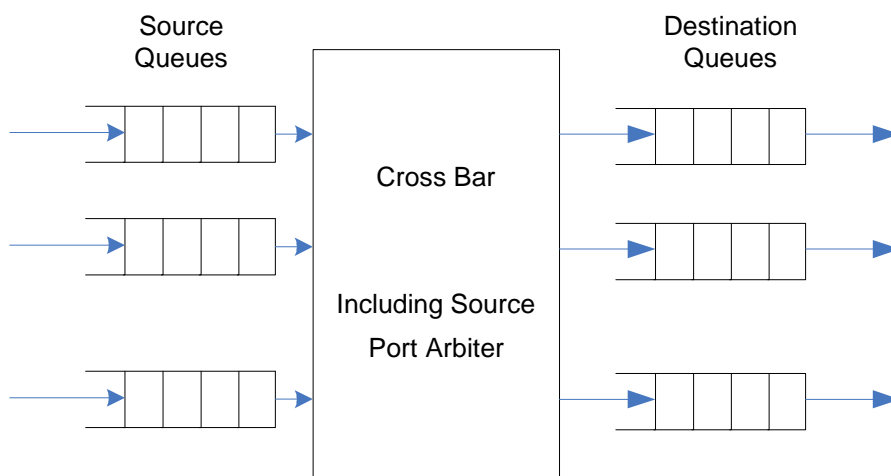 Source
Queues
Destination
Queues
Cross Bar
Including Source
Port Arbiter